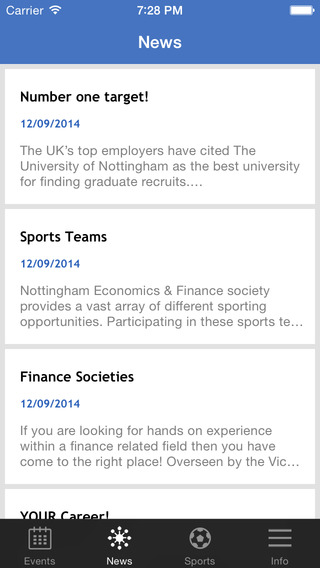 Carrier 7:28 PM
News
Number one target!
12/09/2014
The UK's top employers have cited The
University of Nottingham as the best university
for finding graduate recruits....
Sports Teams
12/09/2014
Nottingham Economics & Finance society
provides a vast array of different sporting
opportunities. Participating in these sports te...
Finance Societies
12/09/2014
If you are looking for hands on experience
within a finance related field then you have
come to the right place! Overseen by the Vic...
YOUR Career!
Events News Sports Info